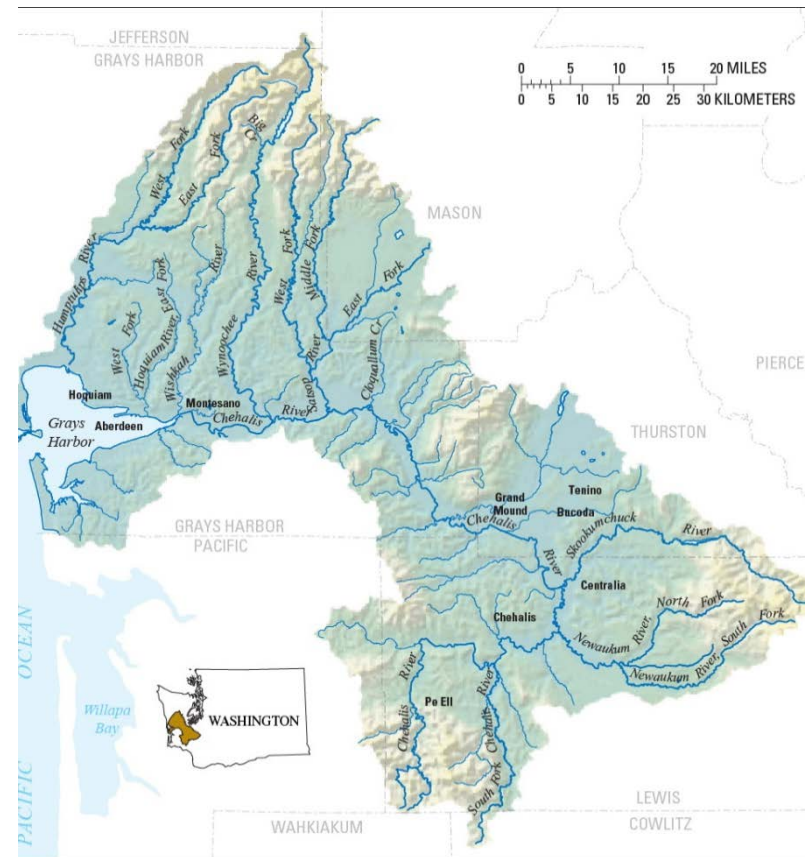 JEFFERSON
GRAYS HARBOR
0 5 10 15 20 MILES
0 5 10 15 20 25 30 KILOMETERS
Big
Cr
West Fork
East Fork
MASON
Humptulips River
West Fork
Hoquiam River, East Fork
Wishkah River
Wynoochee River
West Fork
Middle Fork
East Fork
Satsop River
Cloquallum Cr
PIERCE
Hoquiam
Montesano
Grays
Harbor
Aberdeen
Chehalis River
THURSTON
Tenino
Grand
Mound
Bucoda
Chehalis River
Skookumchuck River
GRAYS HARBOR
PACIFIC
Centralia
North Fork
Newaukum River,
Chehalis
South Fork
Newaukum River,
Pe Ell
Chehalis River
Chehalis River
South Fork
PACIFIC OCEAN
Willapa
Bay
WASHINGTON
LEWIS
COWLITZ
WAHKIAKUM